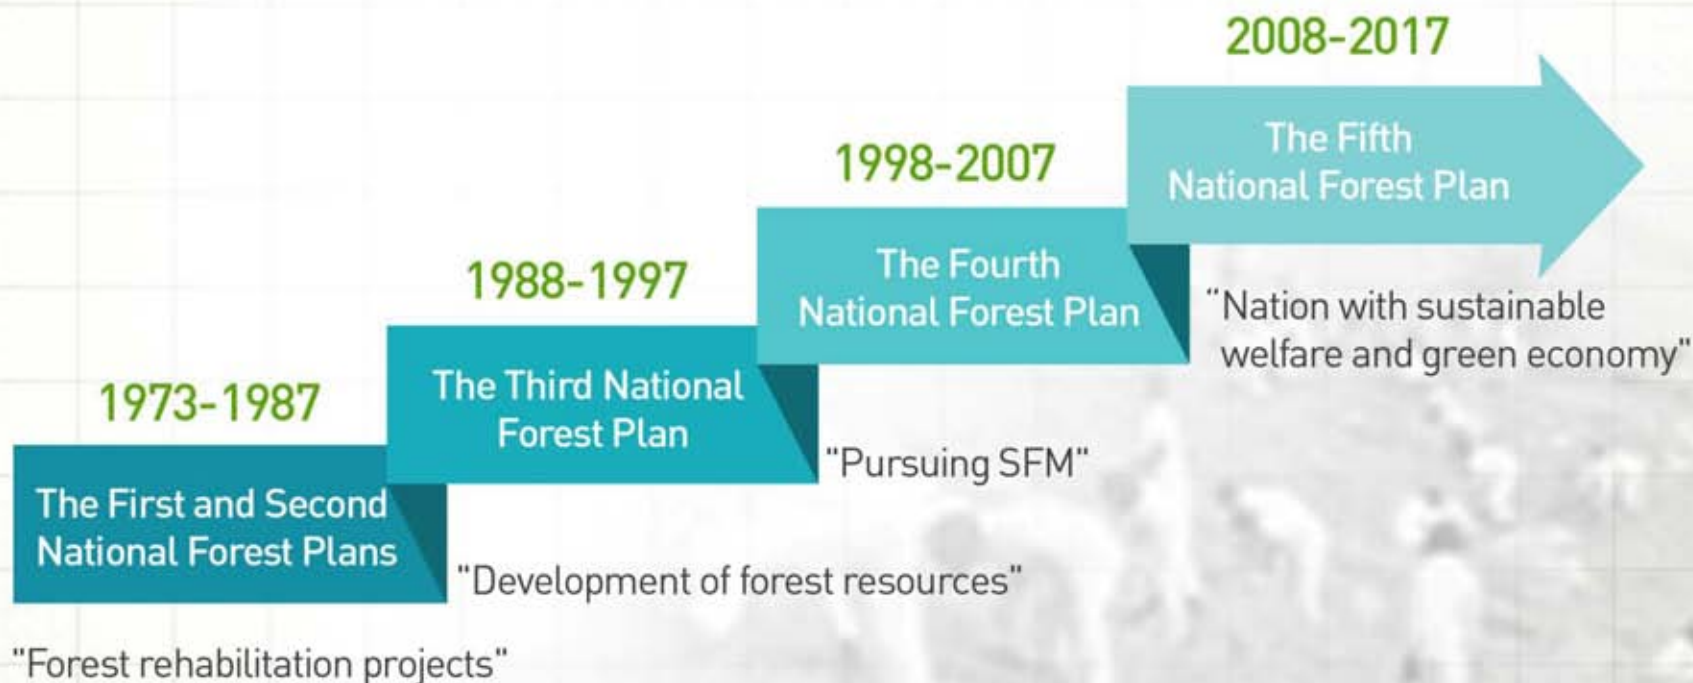 1973-1987
The First and Second
National Forest Plans
"Forest rehabilitation projects"
1988-1997
The Third National
Forest Plan
"Development of forest resources"
1998-2007
The Fourth
National Forest Plan
"Pursuing SFM"
2008-2017
The Fifth
National Forest Plan
“Nation with sustainable
welfare and green economy"